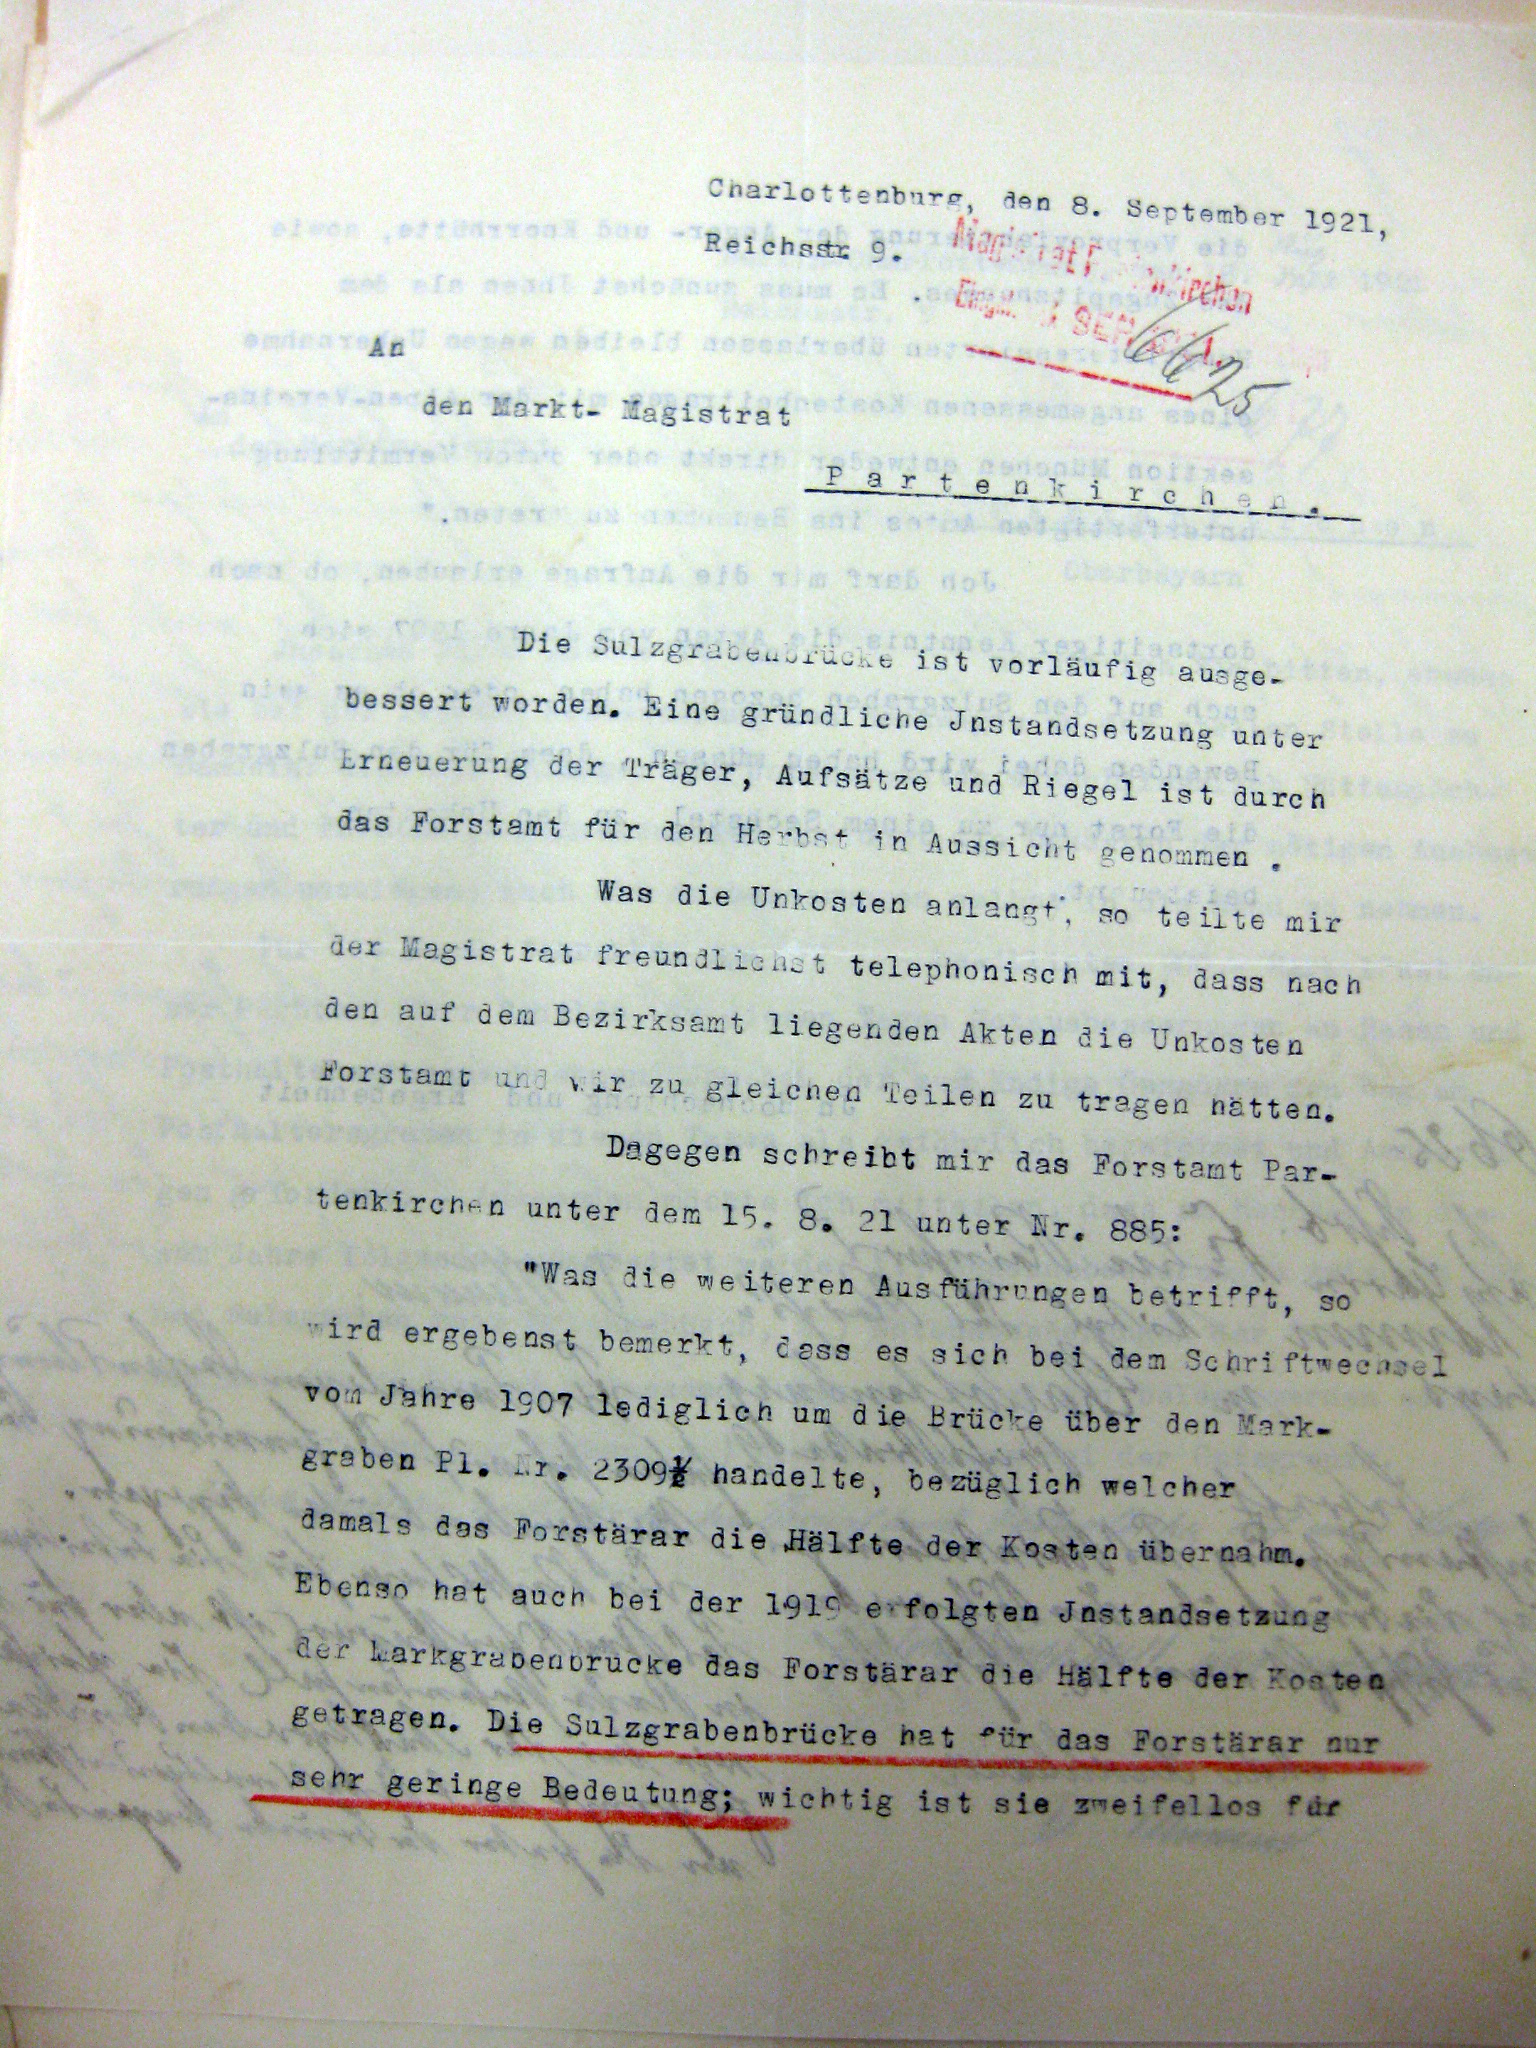 Charlottenburg, den 8. September 1921,
Reichsstr. 9.
Magistrat Partenkirchen
SEP. 1921
6625
An
den Markt- Magistrat
Partenkirchen.
Die Sulzgrabenbrücke ist vorläufig ausge-
bessert worden. Eine gründliche Jnstandsetzung unter
Erneuerung der Träger, Aufsätze und Riegel ist durch
das Forstamt für den Herbst in Aussicht genommen .
Was die Unkosten anlangt, so teilte mir
der Magistrat freundlichst telephonisch mit, dass nach
den auf dem Bezirksamt liegenden Akten die Unkosten
Forstamt und wir zu gleichen Teilen zu tragen hätten.
Dagegen schreibt mir das Forstamt Par-
tenkirchen unter dem 15. 8. 21 unter Nr. 885:
"Was die weiteren Ausführungen betrifft, so
wird ergebenst bemerkt, dass es sich bei dem Schriftwechsel
vom Jahre 1907 lediglich um die Brücke über den Mark-
graben Pl. Nr. 2309½ handelte, bezüglich welcher
damals das Forstärar die Hälfte der Kosten übernahm.
Ebenso hat auch bei der 1919 erfolgten Jnstandsetzung
der Markgrabenbrücke das Forstärar die Hälfte der Kosten
getragen. Die Sulzgrabenbrücke hat für das Forstärar nur
sehr geringe Bedeutung; wichtig ist sie zweifellos für